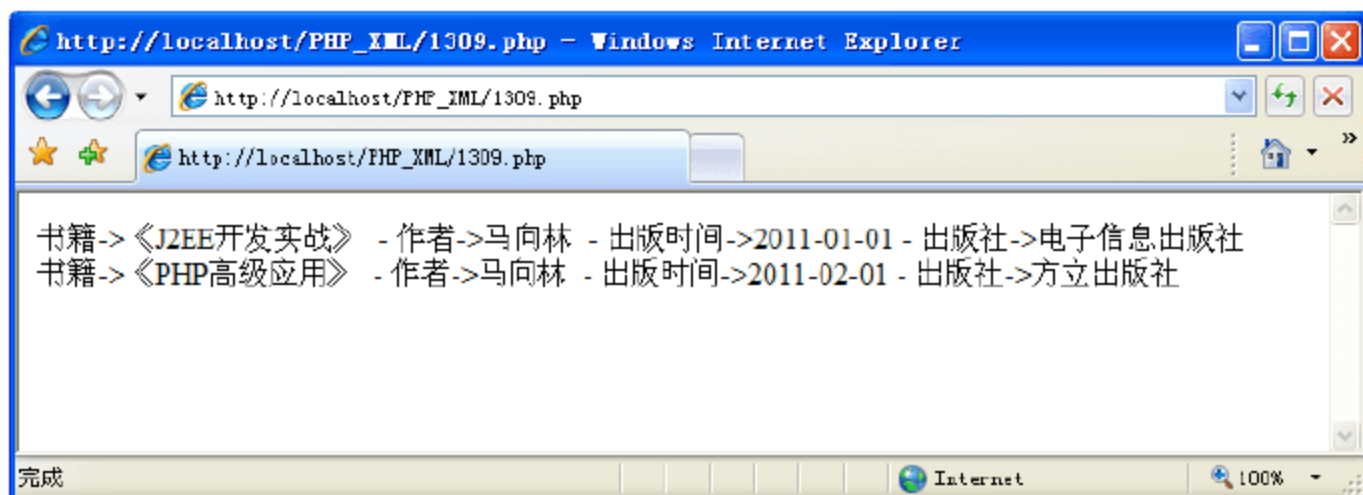 http://localhost/PHP_XML/1309.php - Windows Internet Explorer
http://localhost/PHP_XML/1309.php
http://localhost/PHP_XML/1309.php
书籍->《J2EE开发实战》 - 作者->马向林 - 出版时间->2011-01-01 - 出版社->电子信息出版社
书籍->《PHP高级应用》 - 作者->马向林 - 出版时间->2011-02-01 - 出版社->方立出版社
完成 Internet 100%